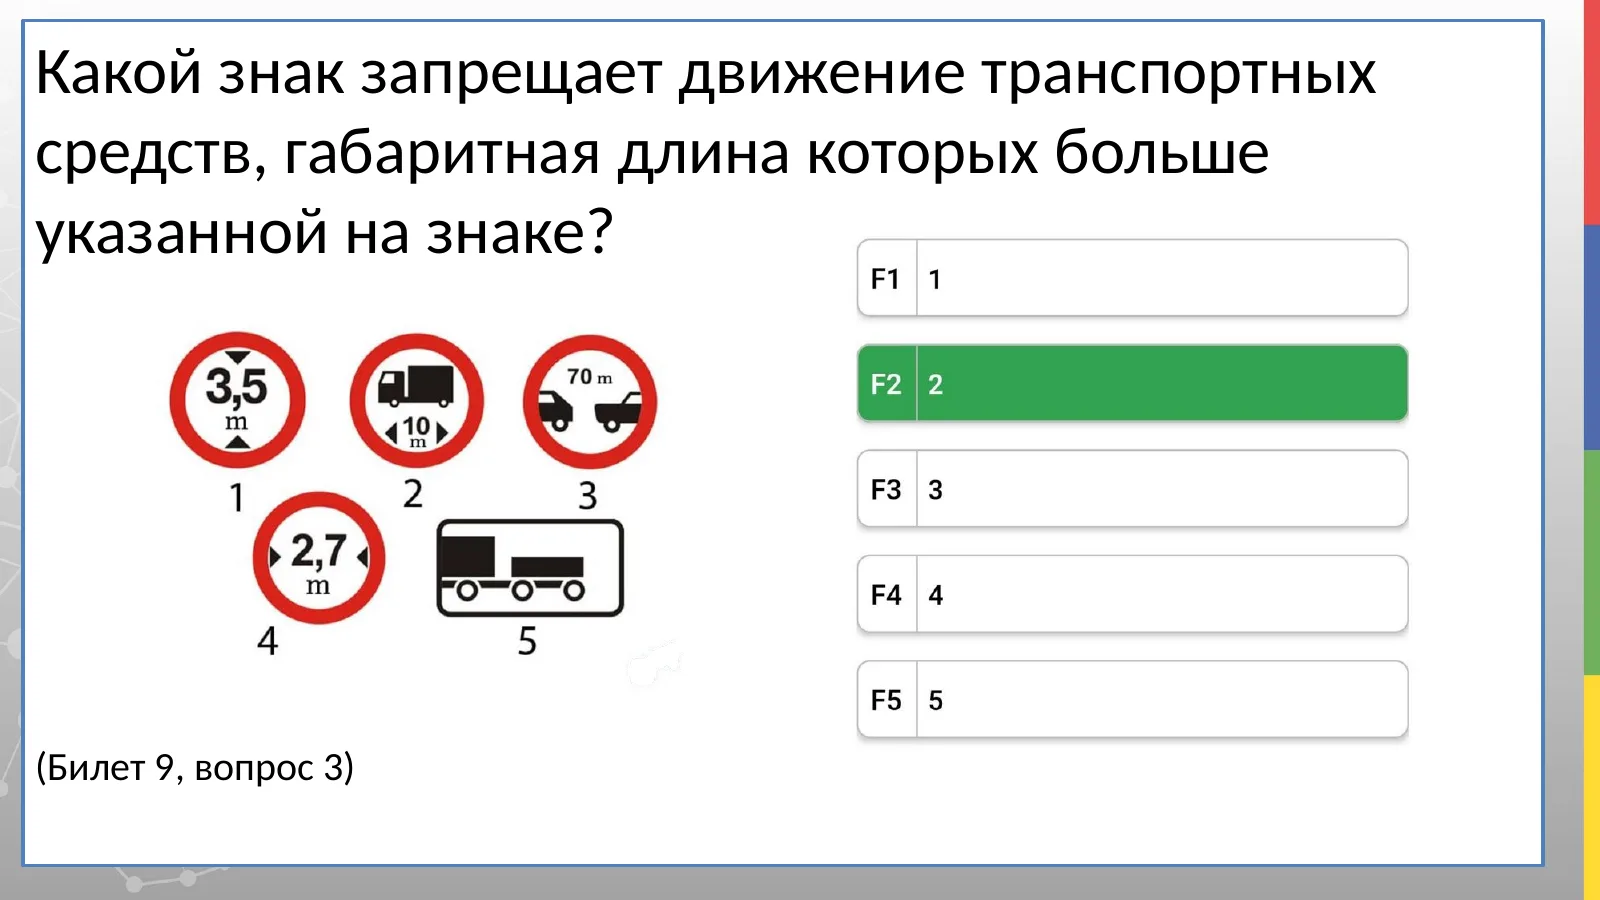 Какой знак запрещает движение транспортных
средств, габаритная длина которых больше
указанной на знаке?
F1 1
F2 2
F3 3
F4 4
F5 5
3,5
m
10
m
70 m
1
2
3
2,7
m
4
5
(Билет 9, вопрос 3)